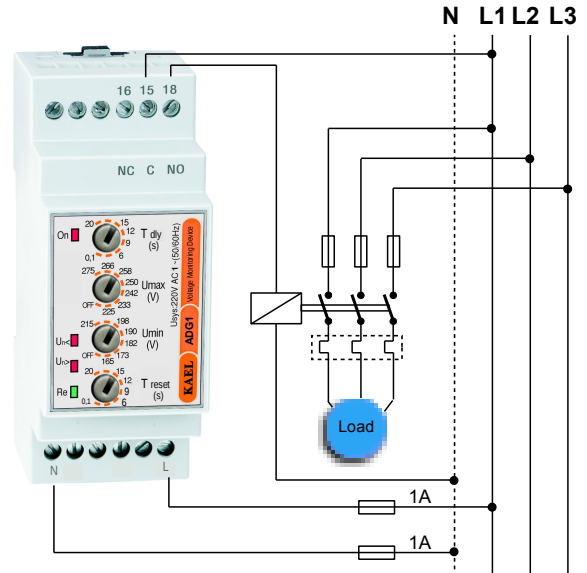 N L1 L2 L3
16 15 18
NC C NO
On
20 15
12
9
0,1 6
T dly
(s)
266
275 258
250
242
OFF 233
225
Umax
(V)
198
215 190
182
OFF 173
165
Umin
(V)
Un<
Un>
Re
20 15
12
9
0,1 6
T reset
(s)
Usys:220V AC1~(50/60Hz)
Voltage Monitoring Device
ADG1
KAEL
Load
N L
1A
1A